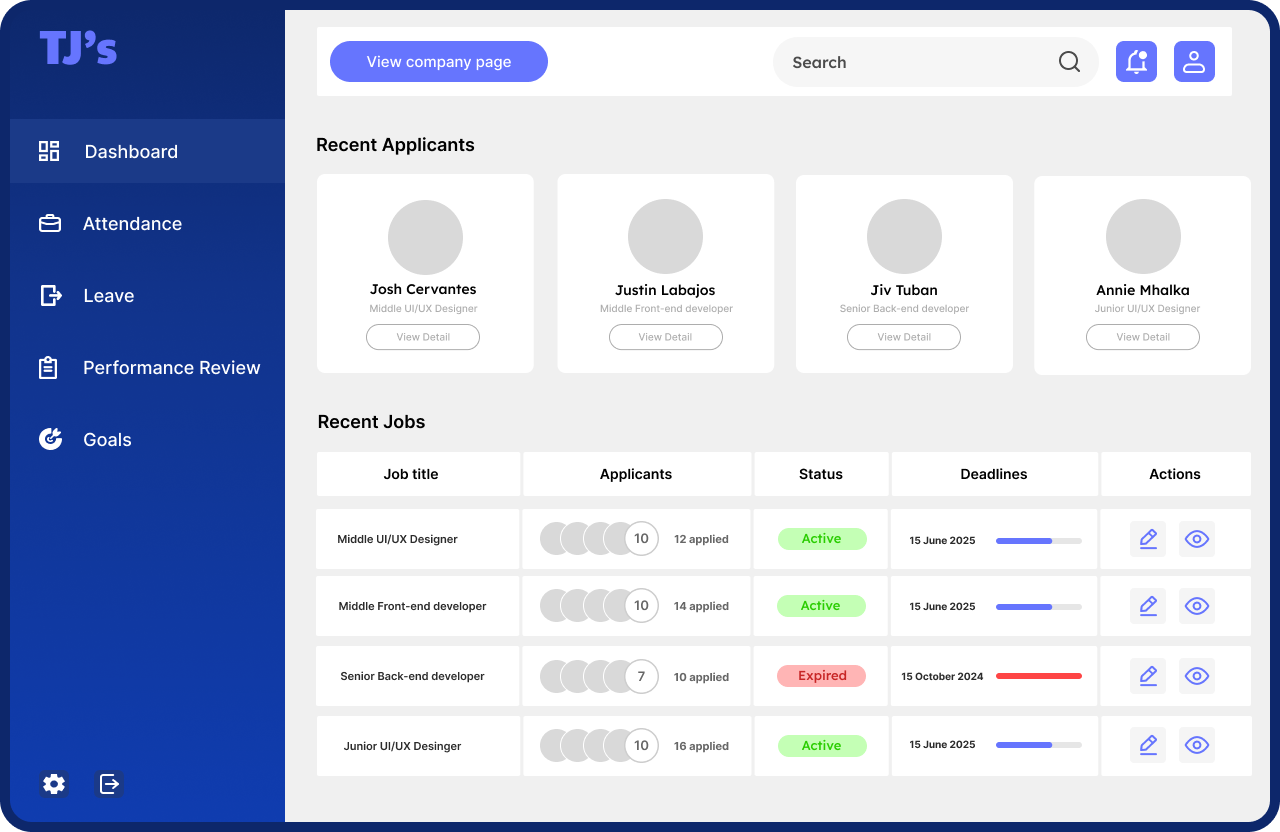 TJ's
View company page
Search
Dashboard
Attendance
Leave
Performance Review
Goals
Recent Applicants
Josh Cervantes
Middle UI/UX Designer
View Detail
Justin Labajos
Middle Front-end developer
View Detail
Jiv Tuban
Senior Back-end developer
View Detail
Annie Mhalka
Junior UI/UX Designer
View Detail
Recent Jobs
Job title Applicants Status Deadlines Actions
Middle UI/UX Designer 10 12 applied Active 15 June 2025
Middle Front-end developer 10 14 applied Active 15 June 2025
Senior Back-end developer 7 10 applied Expired 15 October 2024
Junior UI/UX Desinger 10 16 applied Active 15 June 2025